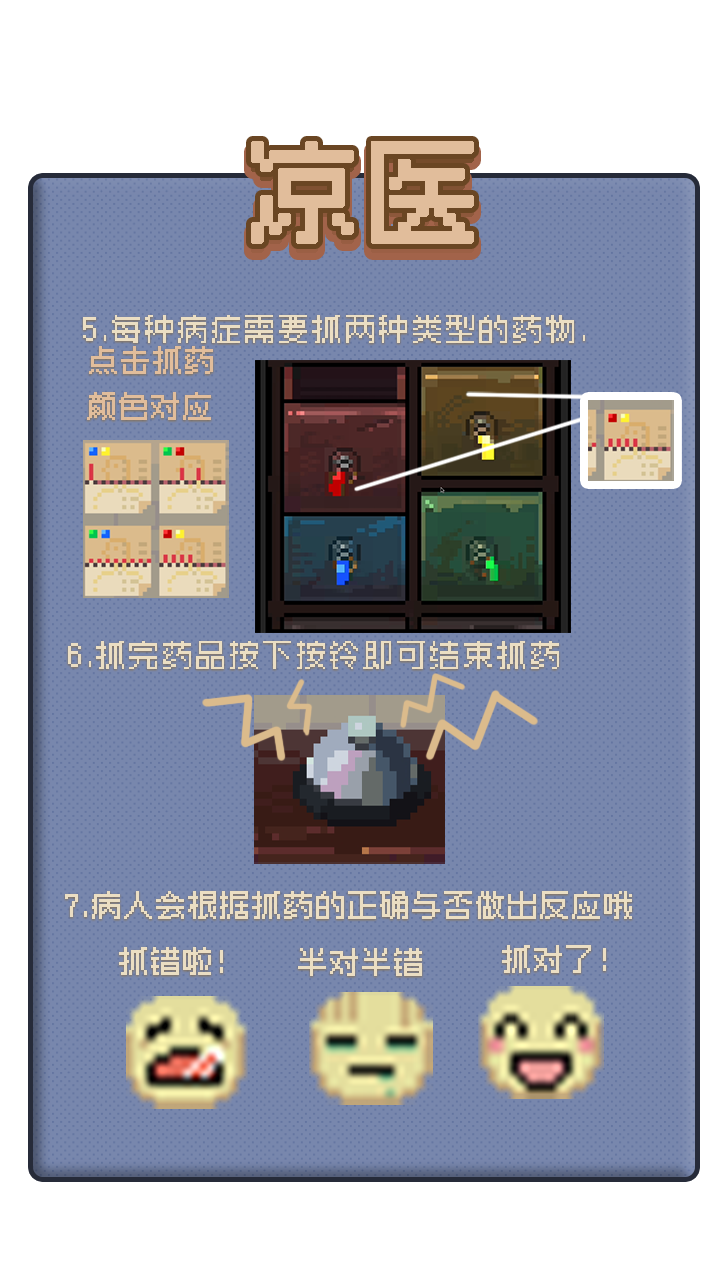 凉医
5.每种病症需要抓两种类型的药物.
点击抓药
颜色对应
6.抓完药品按下按铃即可结束抓药
7.病人会根据抓药的正确与否做出反应哦
抓错啦!
半对半错
抓对了!